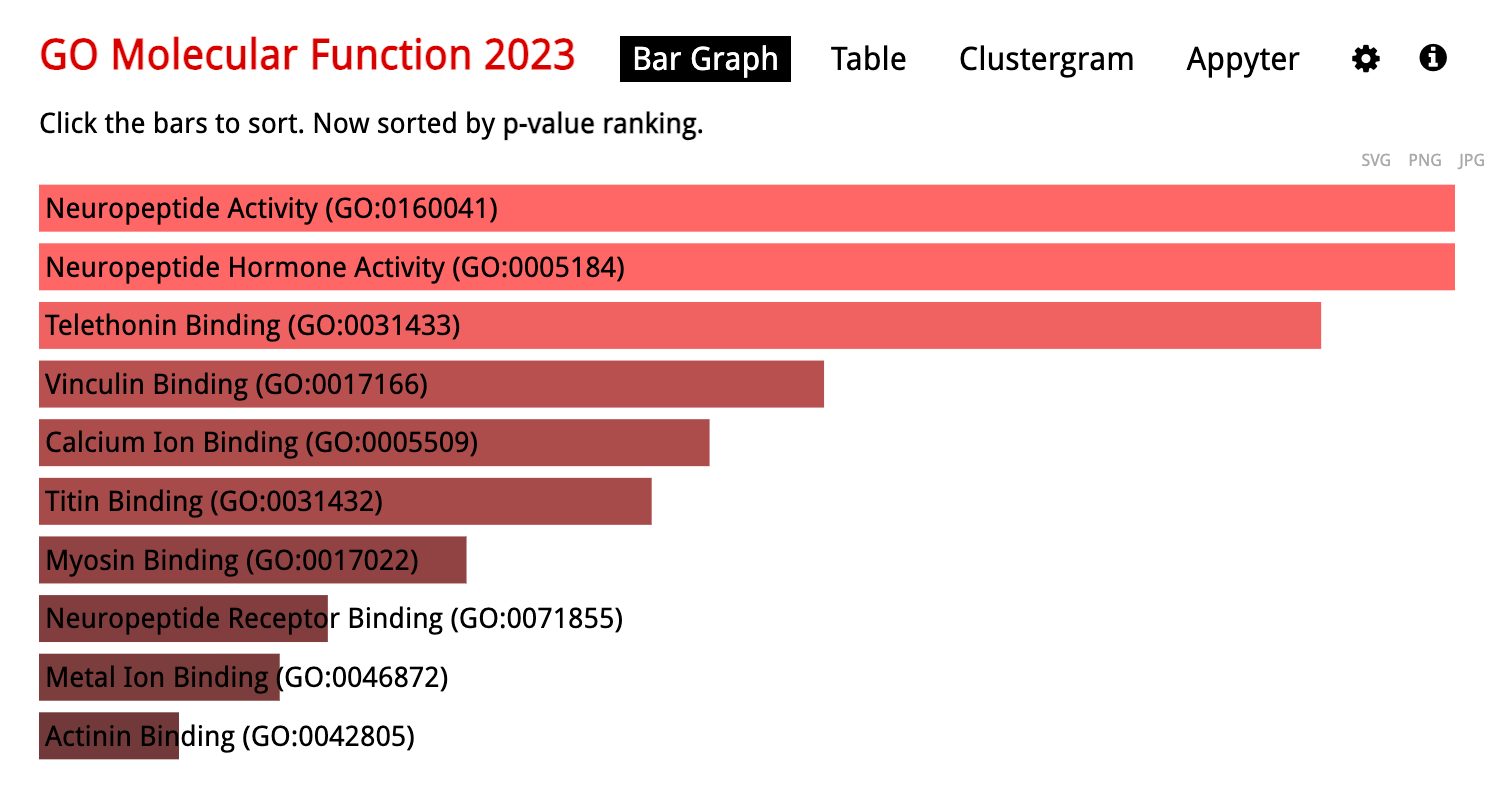 GO Molecular Function 2023 Bar Graph Table Clustergram Appyter
Click the bars to sort. Now sorted by p-value ranking.
SVG PNG JPG
Neuropeptide Activity (GO:0160041)
Neuropeptide Hormone Activity (GO:0005184)
Telethonin Binding (GO:0031433)
Vinculin Binding (GO:0017166)
Calcium Ion Binding (GO:0005509)
Titin Binding (GO:0031432)
Myosin Binding (GO:0017022)
Neuropeptide Receptor Binding (GO:0071855)
Metal Ion Binding (GO:0046872)
Actinin Binding (GO:0042805)